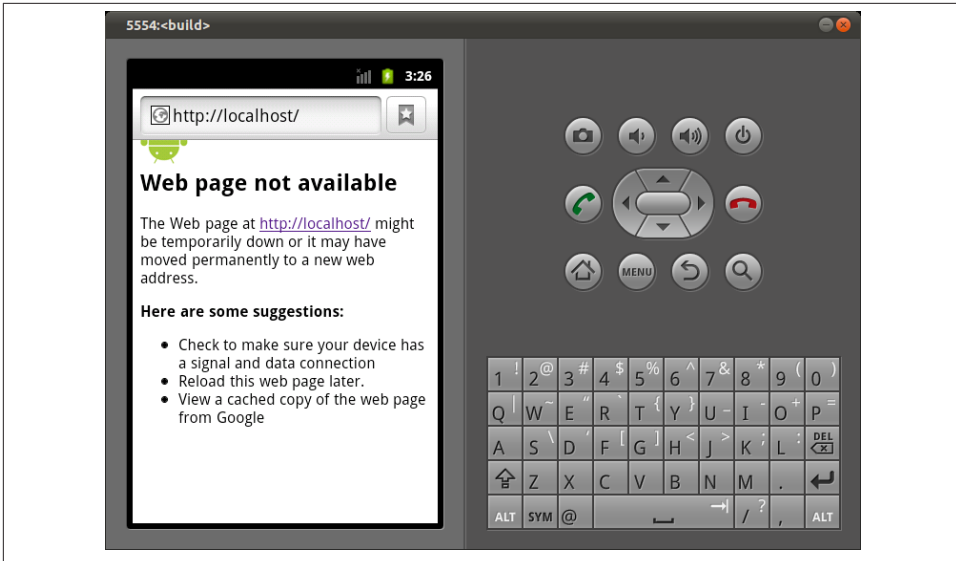 5554:<build>
3:26
http://localhost/
Web page not available
The Web page at http://localhost/ might
be temporarily down or it may have
moved permanently to a new web
address.
Here are some suggestions:
Check to make sure your device has
a signal and data connection
Reload this web page later.
View a cached copy of the web page
from Google
MENU
1 ! 2 @ 3 # 4 $ 5 % 6 ^ 7 & 8 * 9 ( 0 )
Q | W ~ E “ R ` T { Y } U _ I - O + P =
A S \ D ‘ F [ G ] H < J > K ; L : DEL
Z X C V B N M .
ALT SYM @ / ? , ALT